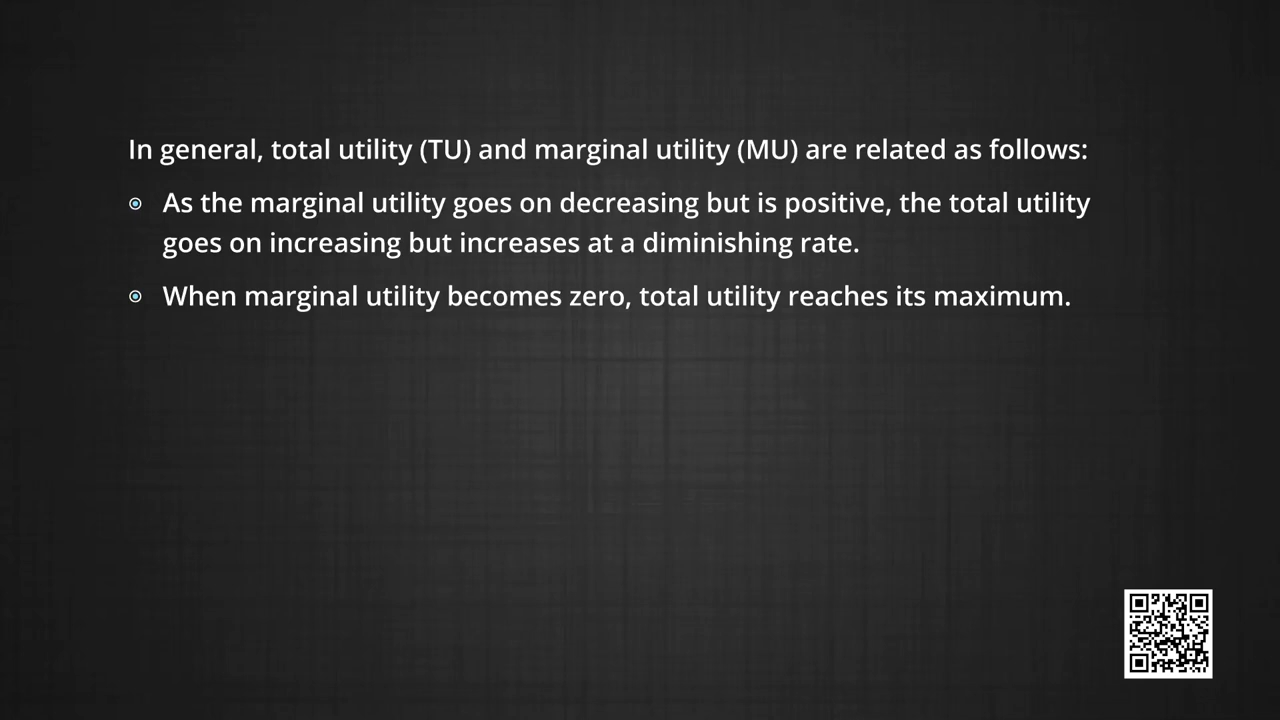 In general, total utility (TU) and marginal utility (MU) are related as follows:
As the marginal utility goes on decreasing but is positive, the total utility
goes on increasing but increases at a diminishing rate.
When marginal utility becomes zero, total utility reaches its maximum.